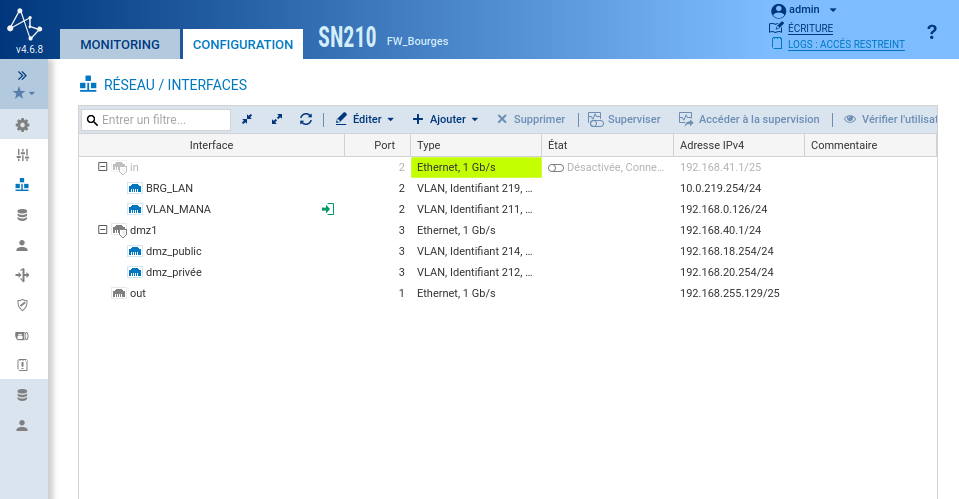 v4.6.8
MONITORING
CONFIGURATION
SN210
FW_Bourges
admin
ÉCRITURE
LOGS : ACCÉS RESTREINT
?
RÉSEAU / INTERFACES
Entrer un filtre... Éditer Ajouter Supprimer Superviser Accéder à la supervision Vérifier l'utilisat
Interface Port Type État Adresse IPv4 Commentaire
in 2 Ethernet, 1 Gb/s Désactivée, Conne... 192.168.41.1/25
BRG_LAN 2 VLAN, Identifiant 219, ... 10.0.219.254/24
VLAN_MANA 2 VLAN, Identifiant 211, ... 192.168.0.126/24
dmz1 3 Ethernet, 1 Gb/s 192.168.40.1/24
dmz_public 3 VLAN, Identifiant 214, ... 192.168.18.254/24
dmz_privée 3 VLAN, Identifiant 212, ... 192.168.20.254/24
out 1 Ethernet, 1 Gb/s 192.168.255.129/25